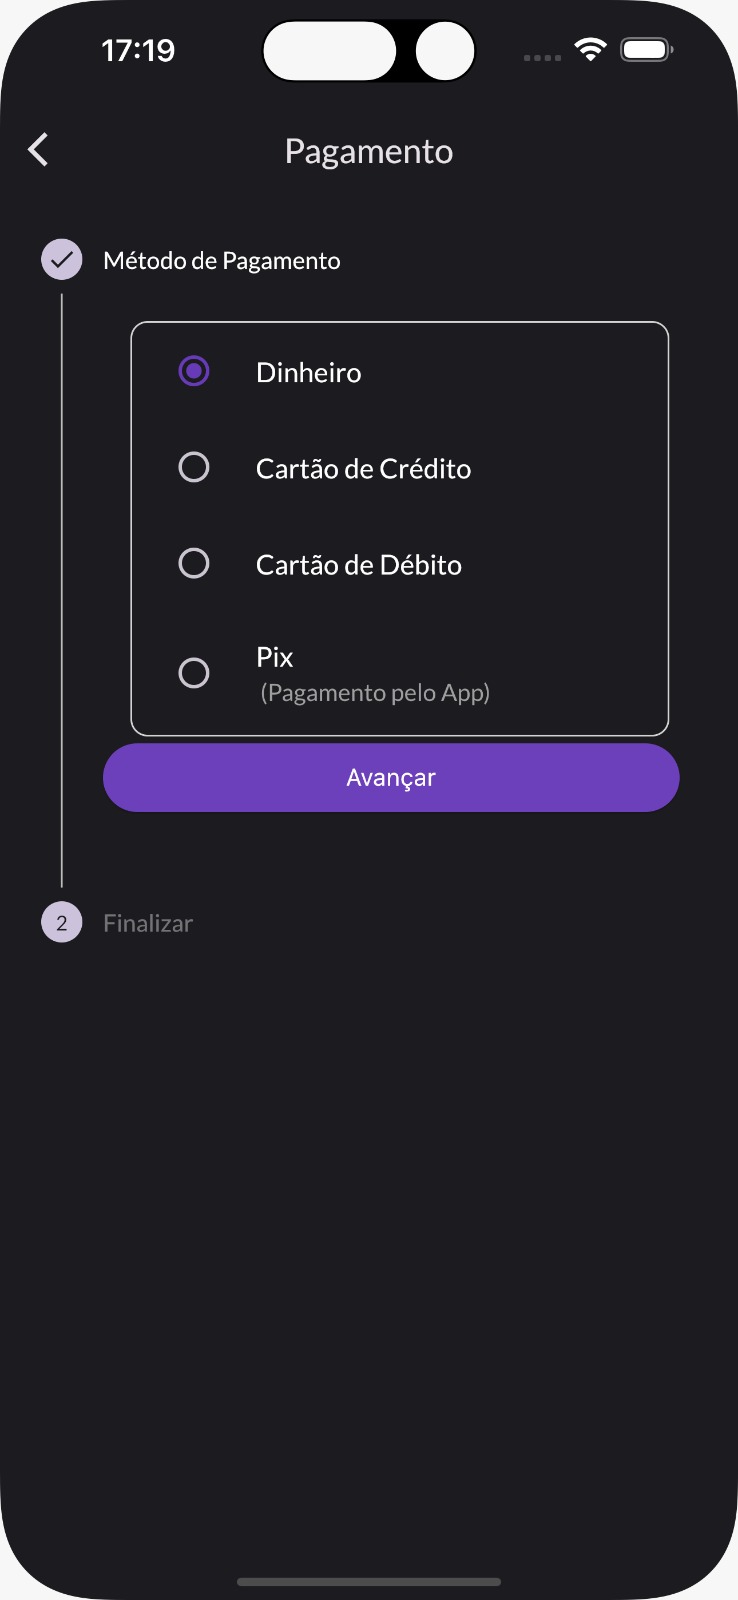 17:19
Pagamento
Método de Pagamento
Dinheiro
Cartão de Crédito
Cartão de Débito
Pix
(Pagamento pelo App)
Avançar
2 Finalizar